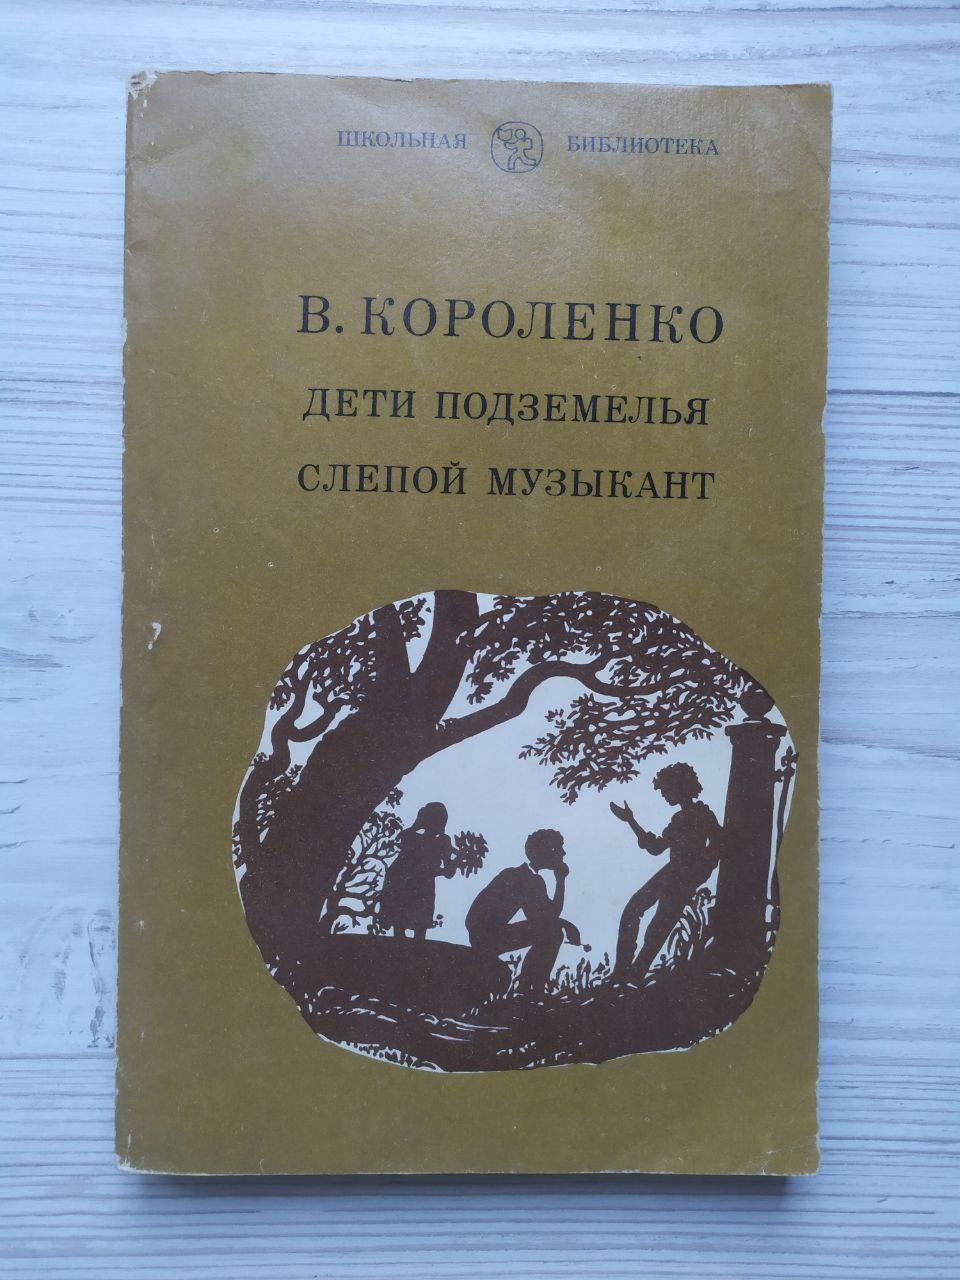 ШКОЛЬНАЯ БИБЛИОТЕКА
В. КОРОЛЕНКО
ДЕТИ ПОДЗЕМЕЛЬЯ
СЛЕПОЙ МУЗЫКАНТ